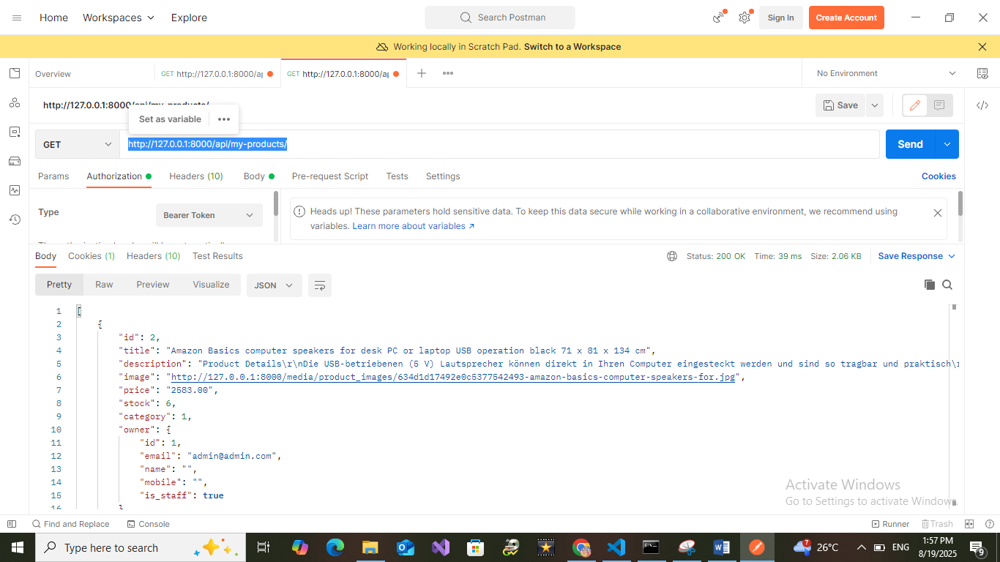 Home Workspaces Explore Search Postman Sign In Create Account
Working locally in Scratch Pad. Switch to a Workspace
Overview GET http://127.0.0.1:8000/ap GET http://127.0.0.1:8000/ap No Environment
http://127.0.0.1:8000/api/my-products/ Save
Set as variable
GET http://127.0.0.1:8000/api/my-products/ Send
Params Authorization Headers (10) Body Pre-request Script Tests Settings Cookies
Type Bearer Token
Heads up! These parameters hold sensitive data. To keep this data secure while working in a collaborative environment, we recommend using
variables. Learn more about variables ↗
Body Cookies (1) Headers (10) Test Results Status: 200 OK Time: 39 ms Size: 2.06 KB Save Response
Pretty Raw Preview Visualize JSON
1 [
2 {
3 "id": 2,
4 "title": "Amazon Basics computer speakers for desk PC or laptop USB operation black 71 x 81 x 134 cm",
5 "description": "Product Details\r\nDie USB-betriebenen (5 V) Lautsprecher können direkt in Ihren Computer eingesteckt werden und sind so tragbar und praktisch\r
6 "image": "http://127.0.0.1:8000/media/product_images/634d1d17492e0c5377542493-amazon-basics-computer-speakers-for.jpg",
7 "price": "2583.00",
8 "stock": 6,
9 "category": 1,
10 "owner": {
11 "id": 1,
12 "email": "admin@admin.com",
13 "name": "",
14 "mobile": "",
15 "is_staff": true
16 }
Activate Windows
Go to Settings to activate Windows.
Find and Replace Console Runner Trash
Type here to search 7 26°C ENG 1:57 PM
8/19/2025 9